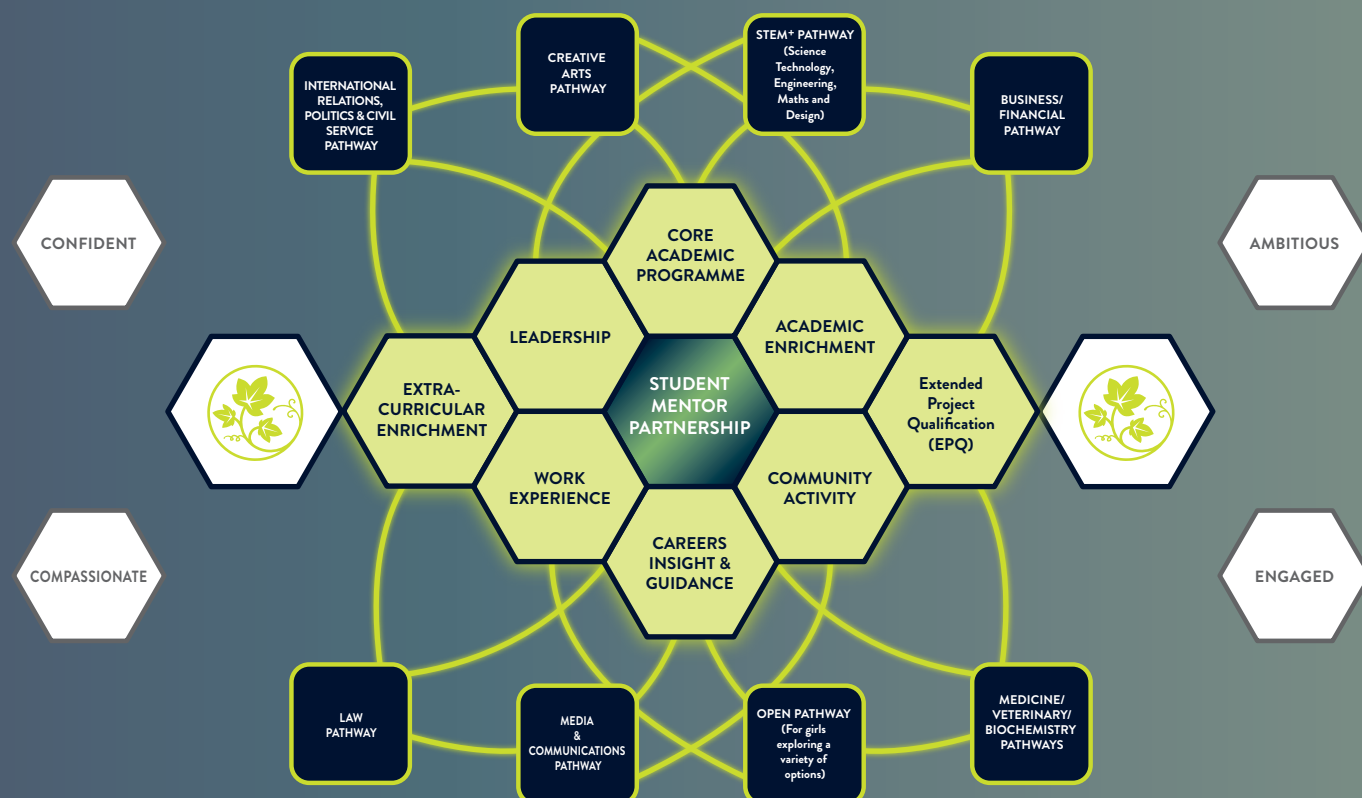 INTERNATIONAL
RELATIONS,
POLITICS & CIVIL
SERVICE
PATHWAY
CREATIVE
ARTS
PATHWAY
STEM+ PATHWAY
(Science
Technology,
Engineering,
Maths and
Design)
BUSINESS/
FINANCIAL
PATHWAY
CONFIDENT
AMBITIOUS
CORE
ACADEMIC
PROGRAMME
LEADERSHIP
ACADEMIC
ENRICHMENT
EXTRA-
CURRICULAR
ENRICHMENT
STUDENT
MENTOR
PARTNERSHIP
Extended
Project
Qualification
(EPQ)
WORK
EXPERIENCE
COMMUNITY
ACTIVITY
CAREERS
INSIGHT &
GUIDANCE
COMPASSIONATE
ENGAGED
LAW
PATHWAY
MEDIA
&
COMMUNICATIONS
PATHWAY
OPEN PATHWAY
(For girls
exploring a
variety of
options)
MEDICINE/
VETERINARY/
BIOCHEMISTRY
PATHWAYS